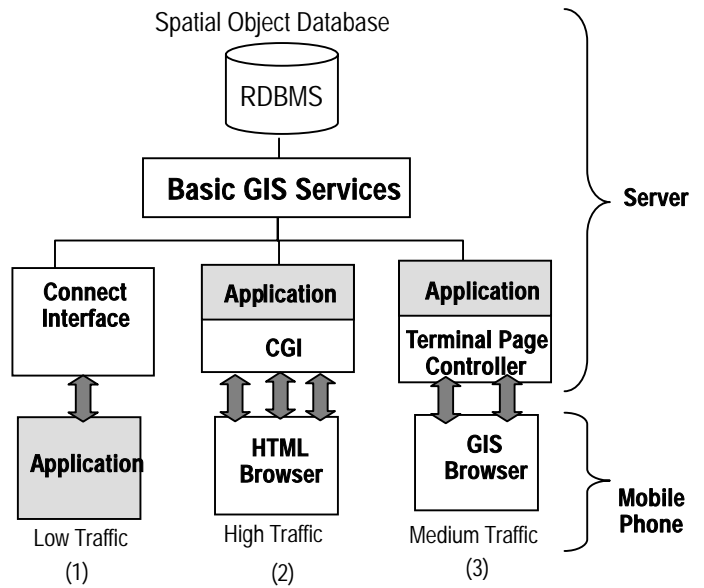 Spatial Object Database
RDBMS
Basic GIS Services
Server
Connect
Interface
Application
CGI
Application
Terminal Page
Controller
Application
HTML
Browser
GIS
Browser
Mobile
Phone
Low Traffic
High Traffic
Medium Traffic
(1)
(2)
(3)